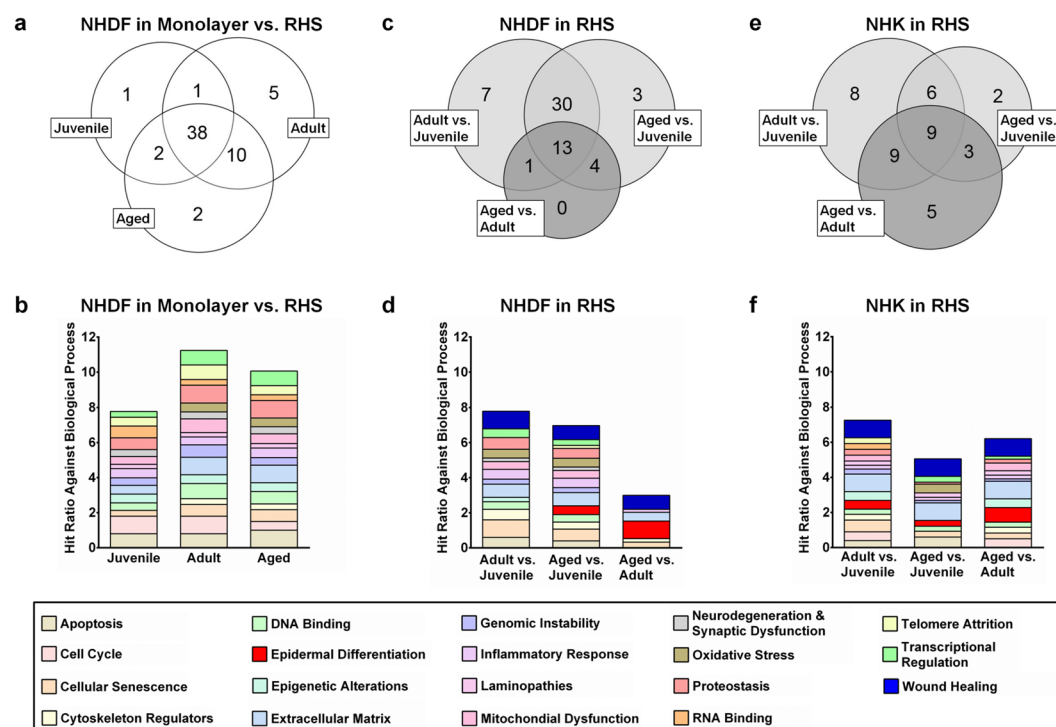 a
NHDF in Monolayer vs. RHS
1
1
5
Juvenile
38
Adult
2
10
Aged
2
c
NHDF in RHS
7
30
3
Adult vs.
Juvenile
Aged vs.
Juvenile
13
1
4
Aged vs.
Adult
0
e
NHK in RHS
8
6
2
Adult vs.
Juvenile
Aged vs.
Juvenile
9
9
3
Aged vs.
Adult
5
b
NHDF in Monolayer vs. RHS
Hit Ratio Against Biological Process
12
10
8
6
4
2
0
Juvenile
Adult
Aged
d
NHDF in RHS
Hit Ratio Against Biological Process
12
10
8
6
4
2
0
Adult vs.
Juvenile
Aged vs.
Juvenile
Aged vs.
Adult
f
NHK in RHS
Hit Ratio Against Biological Process
12
10
8
6
4
2
0
Adult vs.
Juvenile
Aged vs.
Juvenile
Aged vs.
Adult
Apoptosis
Cell Cycle
Cellular Senescence
Cytoskeleton Regulators
DNA Binding
Epidermal Differentiation
Epigenetic Alterations
Extracellular Matrix
Genomic Instability
Inflammatory Response
Laminopathies
Mitochondial Dysfunction
Neurodegeneration &
Synaptic Dysfunction
Oxidative Stress
Proteostasis
RNA Binding
Telomere Attrition
Transcriptional
Regulation
Wound Healing